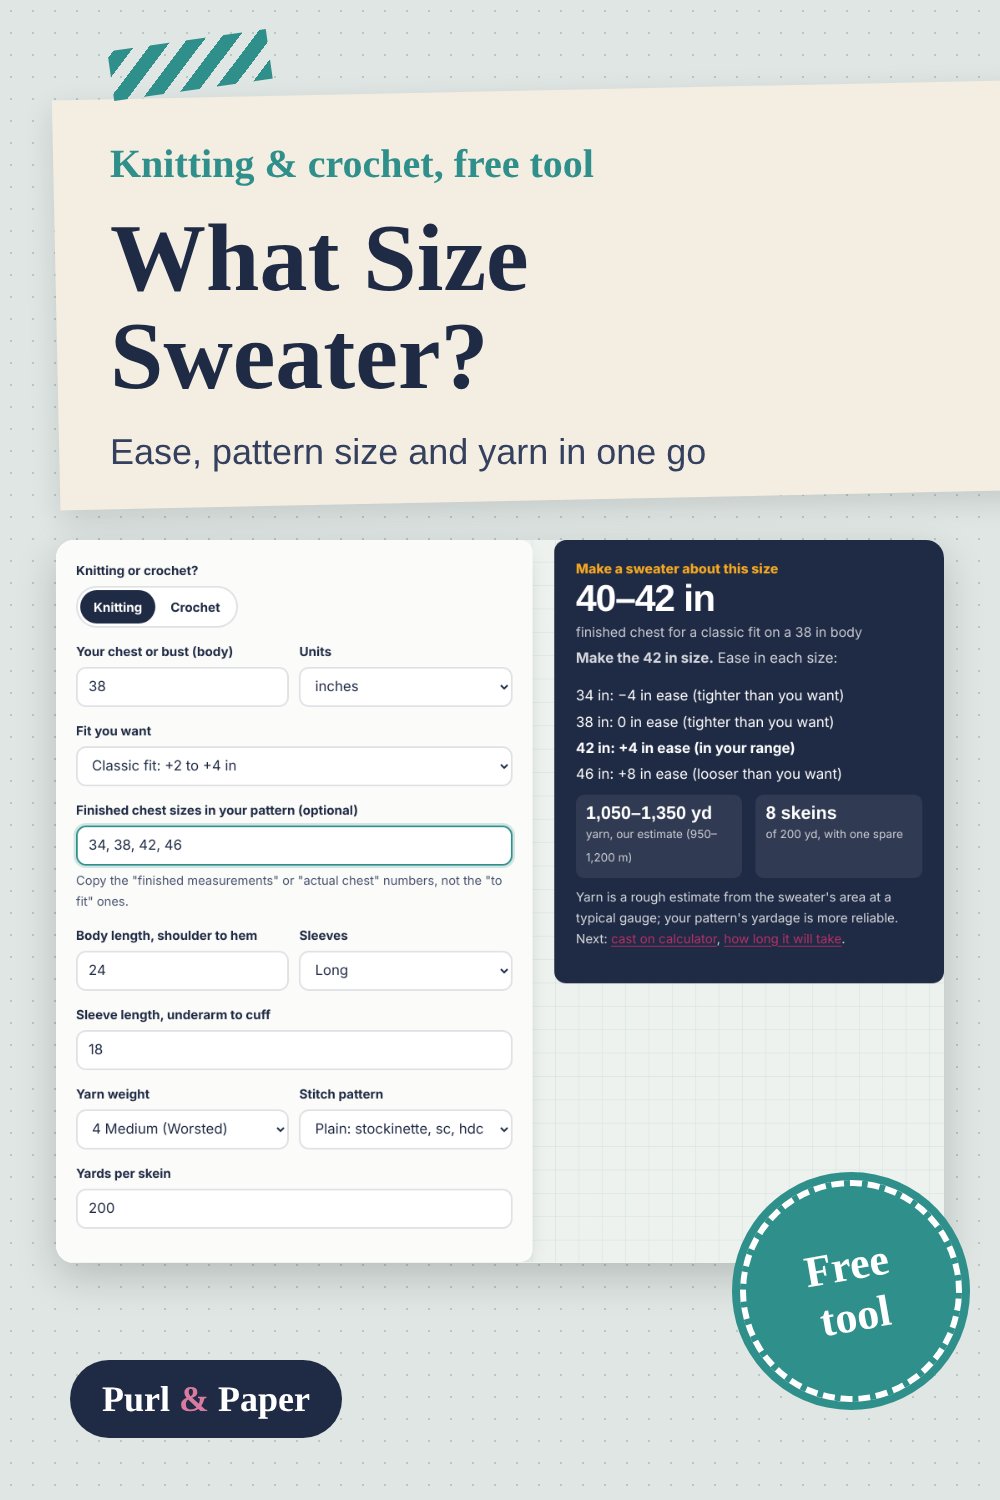 Knitting & crochet, free tool
What Size
Sweater?
Ease, pattern size and yarn in one go
Knitting or crochet?
Knitting
Crochet
Your chest or bust (body)
Units
38
inches
Fit you want
Classic fit: +2 to +4 in
Finished chest sizes in your pattern (optional)
34, 38, 42, 46
Copy the "finished measurements" or "actual chest" numbers, not the "to
fit" ones.
Body length, shoulder to hem
Sleeves
24
Long
Sleeve length, underarm to cuff
18
Yarn weight
Stitch pattern
4 Medium (Worsted)
Plain: stockinette, sc, hdc
Yards per skein
200
Make a sweater about this size
40–42 in
finished chest for a classic fit on a 38 in body
Make the 42 in size. Ease in each size:
34 in: −4 in ease (tighter than you want)
38 in: 0 in ease (tighter than you want)
42 in: +4 in ease (in your range)
46 in: +8 in ease (looser than you want)
1,050–1,350 yd
yarn, our estimate (950–
1,200 m)
8 skeins
of 200 yd, with one spare
Yarn is a rough estimate from the sweater's area at a
typical gauge; your pattern's yardage is more reliable.
Next: cast on calculator, how long it will take.
Free
tool
Purl & Paper